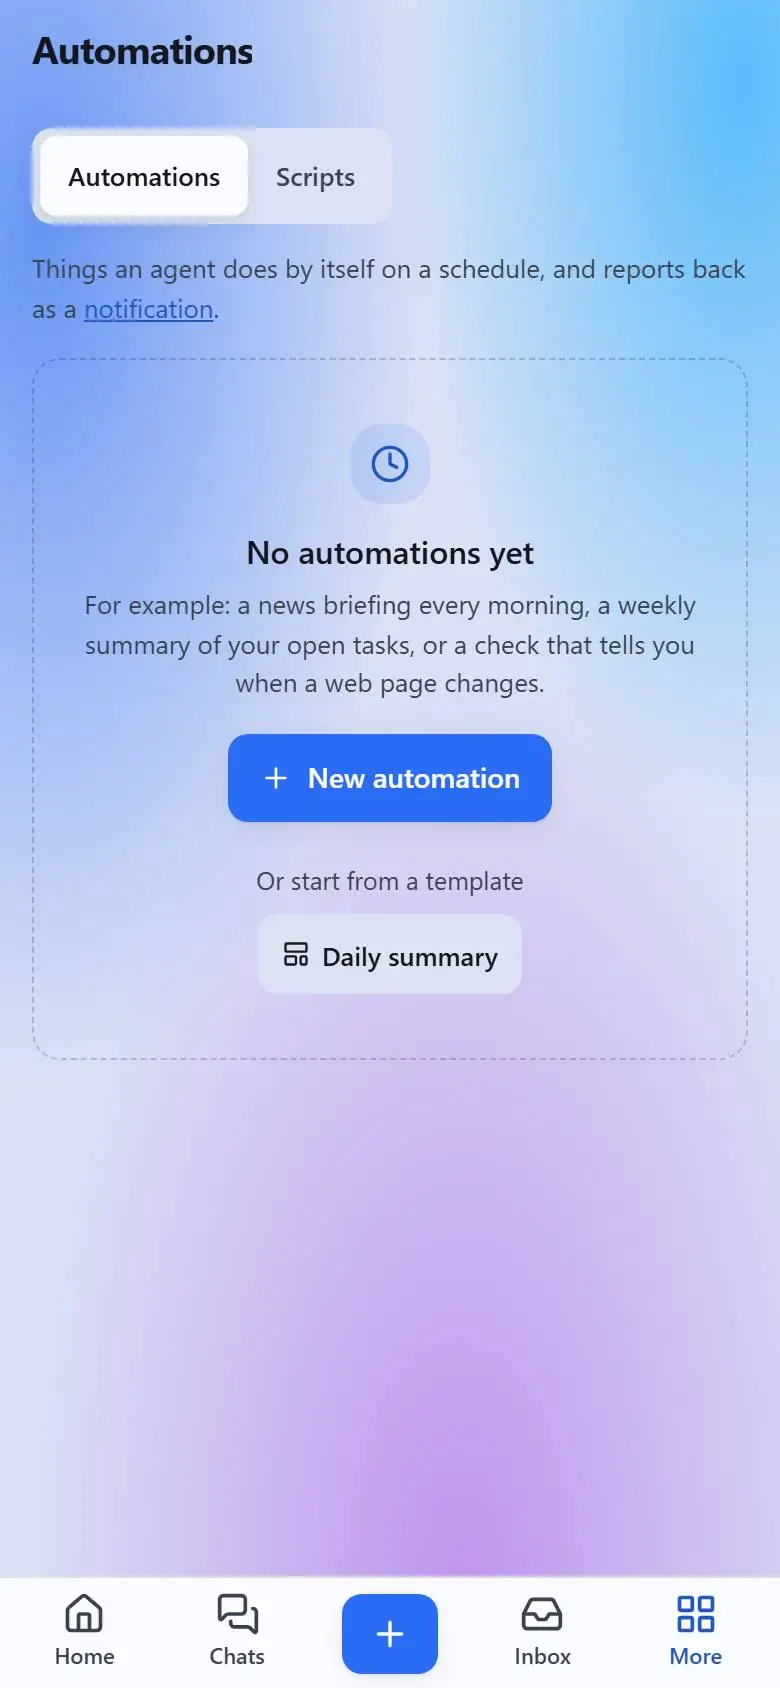 Automations
Automations
Scripts
Things an agent does by itself on a schedule, and reports back
as a notification.
No automations yet
For example: a news briefing every morning, a weekly
summary of your open tasks, or a check that tells you
when a web page changes.
New automation
Or start from a template
Daily summary
Home
Chats
Inbox
More